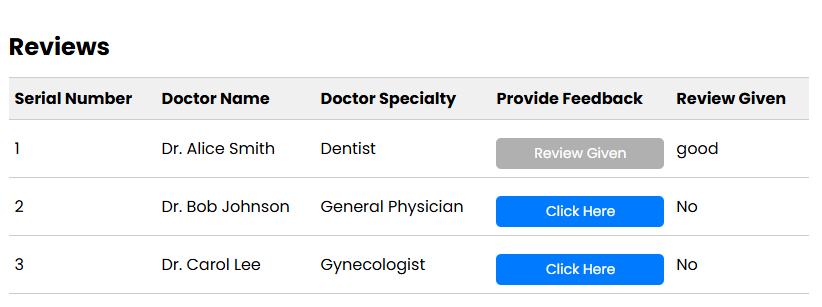 Reviews
Serial Number Doctor Name Doctor Specialty Provide Feedback Review Given
1 Dr. Alice Smith Dentist Review Given good
2 Dr. Bob Johnson General Physician Click Here No
3 Dr. Carol Lee Gynecologist Click Here No